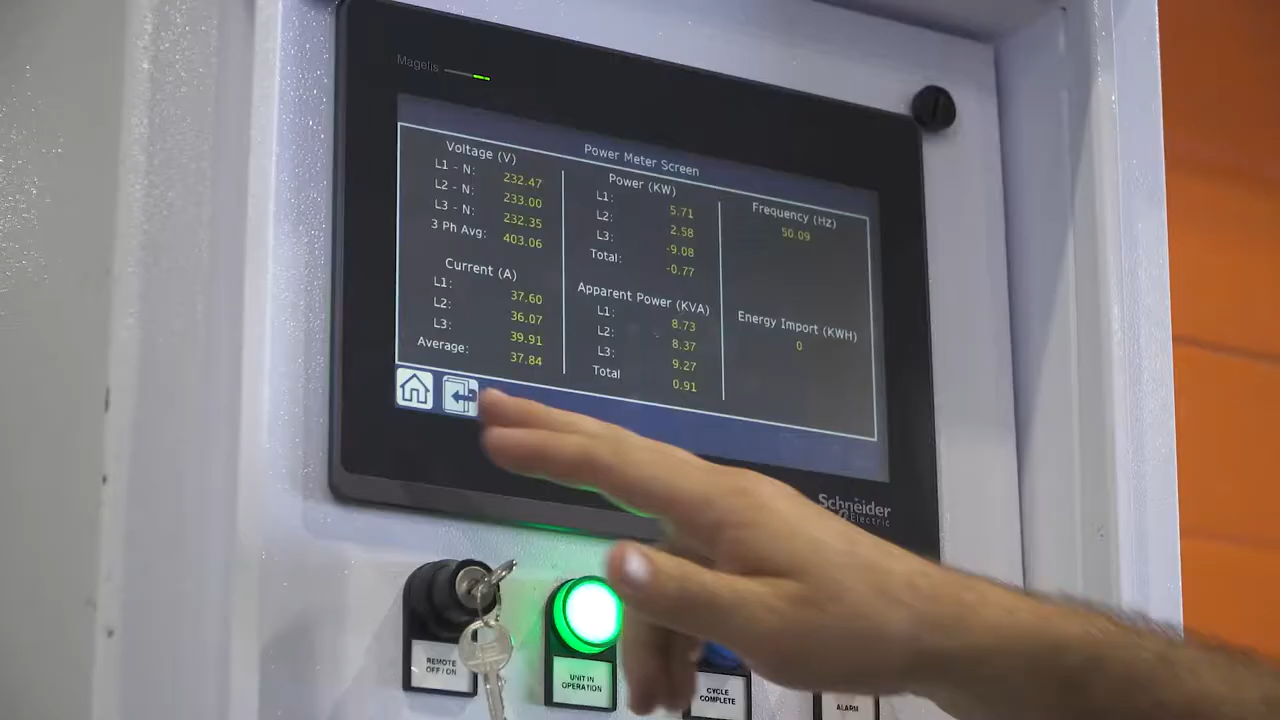 Magelis
Power Meter Screen
Voltage (V)
L1 - N: 232.47
L2 - N: 233.00
L3 - N: 232.35
3 Ph Avg: 403.06
Current (A)
L1: 37.60
L2: 36.07
L3: 39.91
Average: 37.84
Power (KW)
L1: 5.71
L2: 2.58
L3: -9.08
Total: -0.77
Apparent Power (KVA)
L1: 8.73
L2: 8.37
L3: 9.27
Total 0.91
Frequency (Hz)
50.09
Energy Import (KWH)
0
Schneider
Electric
REMOTE
OFF / ON
UNIT IN
OPERATION
CYCLE
COMPLETE
ALARM